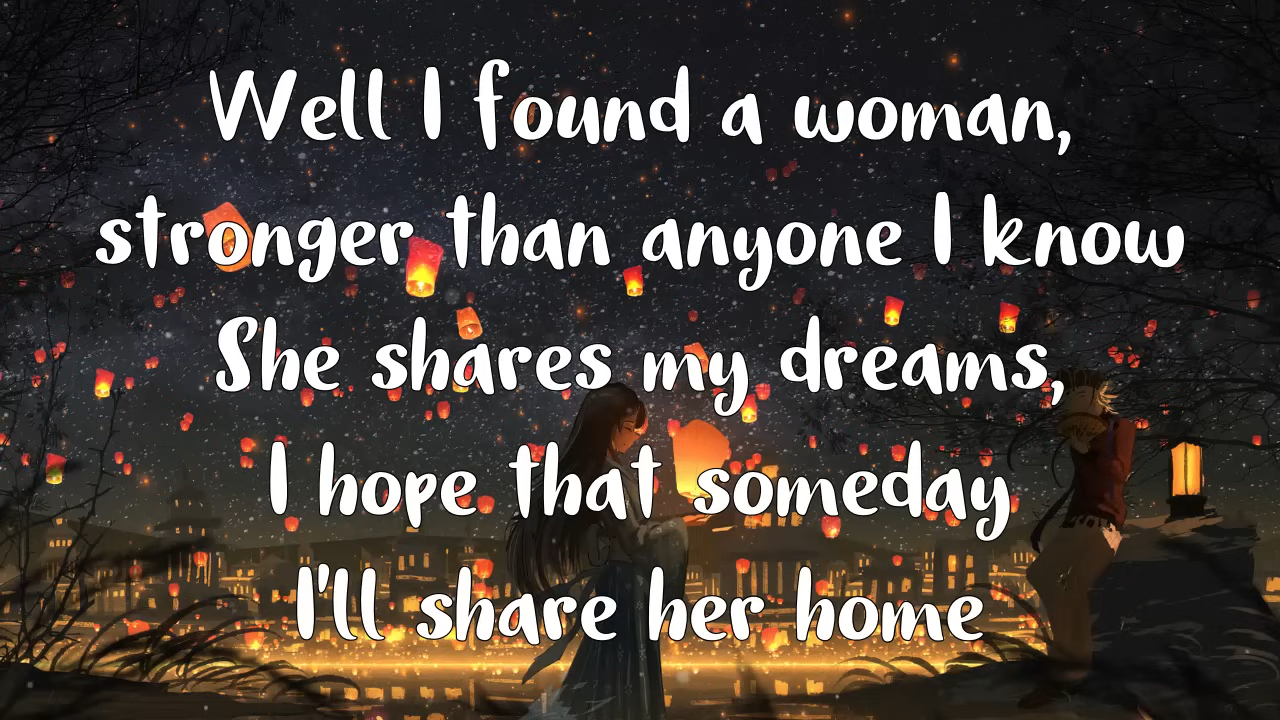 Well I found a woman,
stronger than anyone I know
She shares my dreams,
I hope that someday
I'll share her home